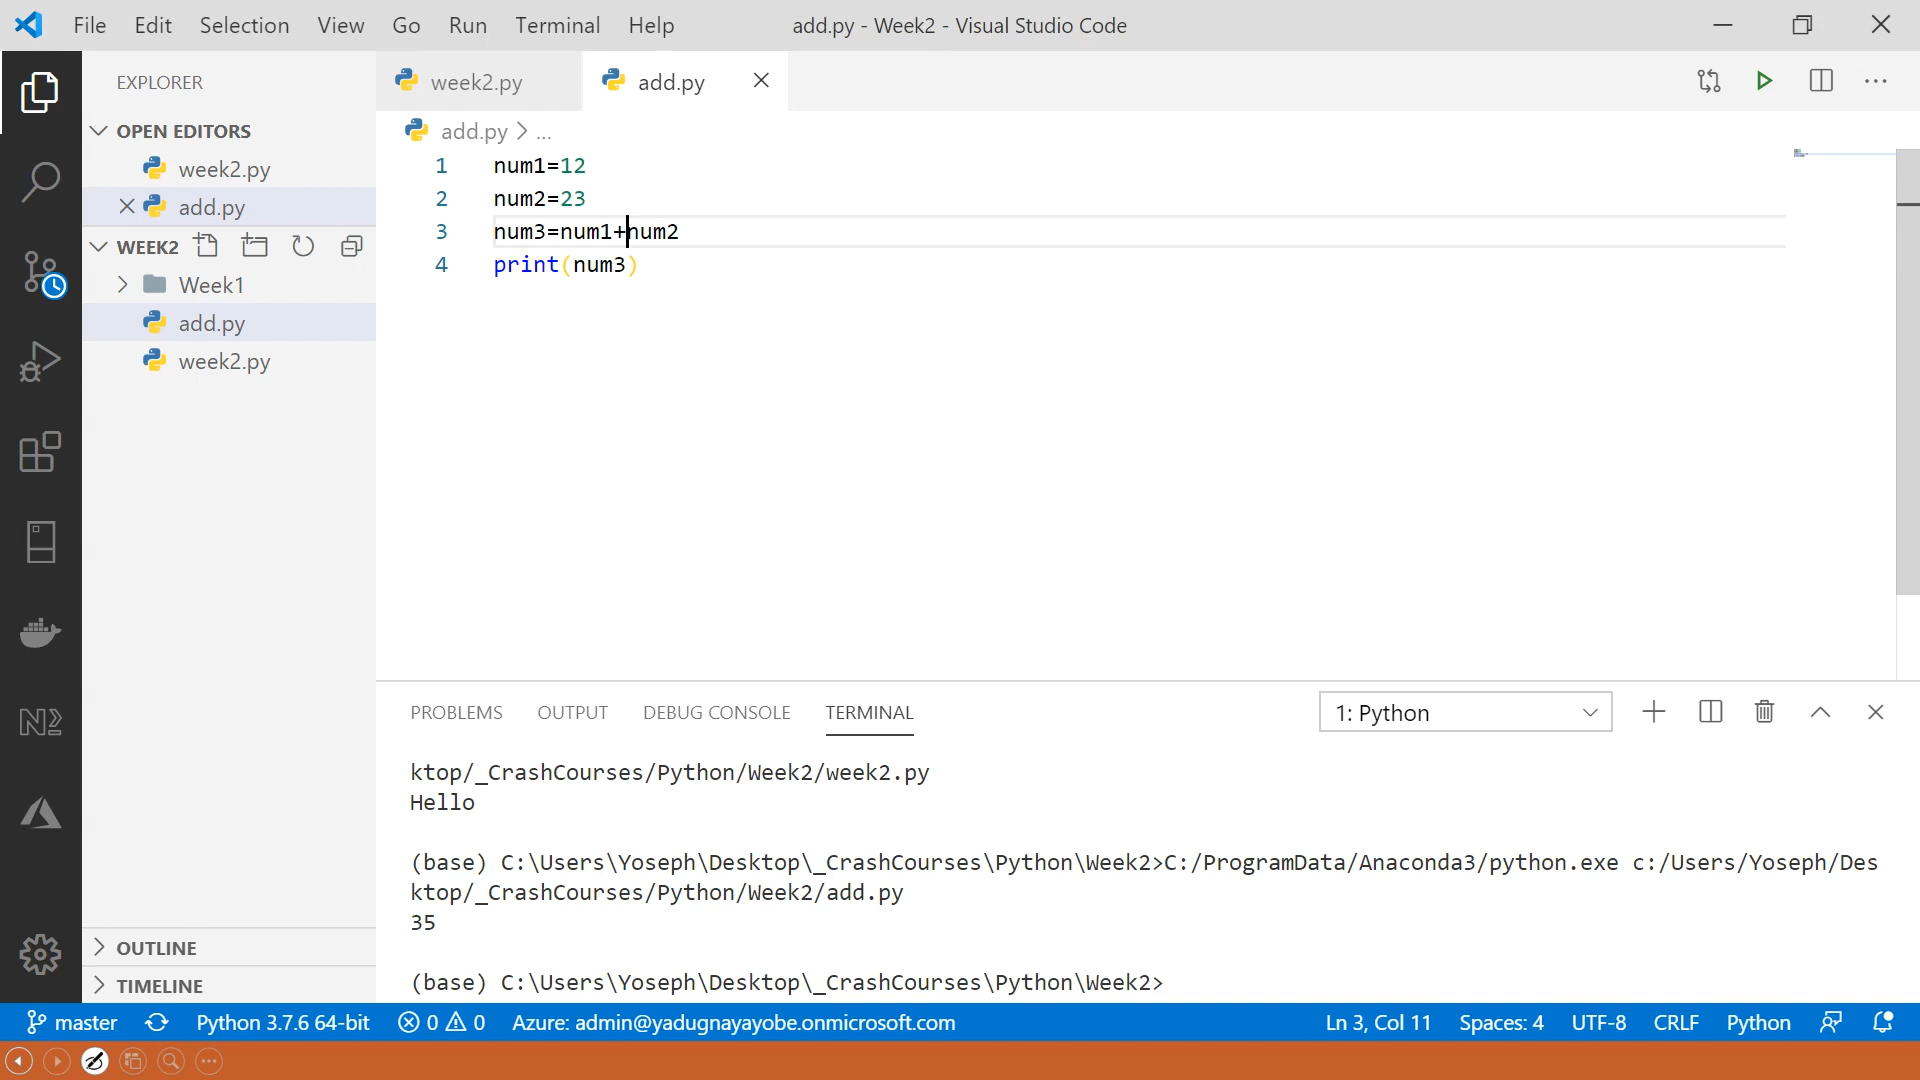 File Edit Selection View Go Run Terminal Help add.py - Week2 - Visual Studio Code
EXPLORER
OPEN EDITORS
week2.py
add.py
WEEK2
Week1
add.py
week2.py
OUTLINE
TIMELINE
week2.py add.py
add.py > ...
1 num1=12
2 num2=23
3 num3=num1+num2
4 print(num3)
PROBLEMS OUTPUT DEBUG CONSOLE TERMINAL 1: Python
ktop/_CrashCourses/Python/Week2/week2.py
Hello
(base) C:\Users\Yoseph\Desktop\_CrashCourses\Python\Week2>C:/ProgramData/Anaconda3/python.exe c:/Users/Yoseph/Des
ktop/_CrashCourses/Python/Week2/add.py
35
(base) C:\Users\Yoseph\Desktop\_CrashCourses\Python\Week2>
master Python 3.7.6 64-bit 0 0 Azure: admin@yadugnayayobe.onmicrosoft.com Ln 3, Col 11 Spaces: 4 UTF-8 CRLF Python